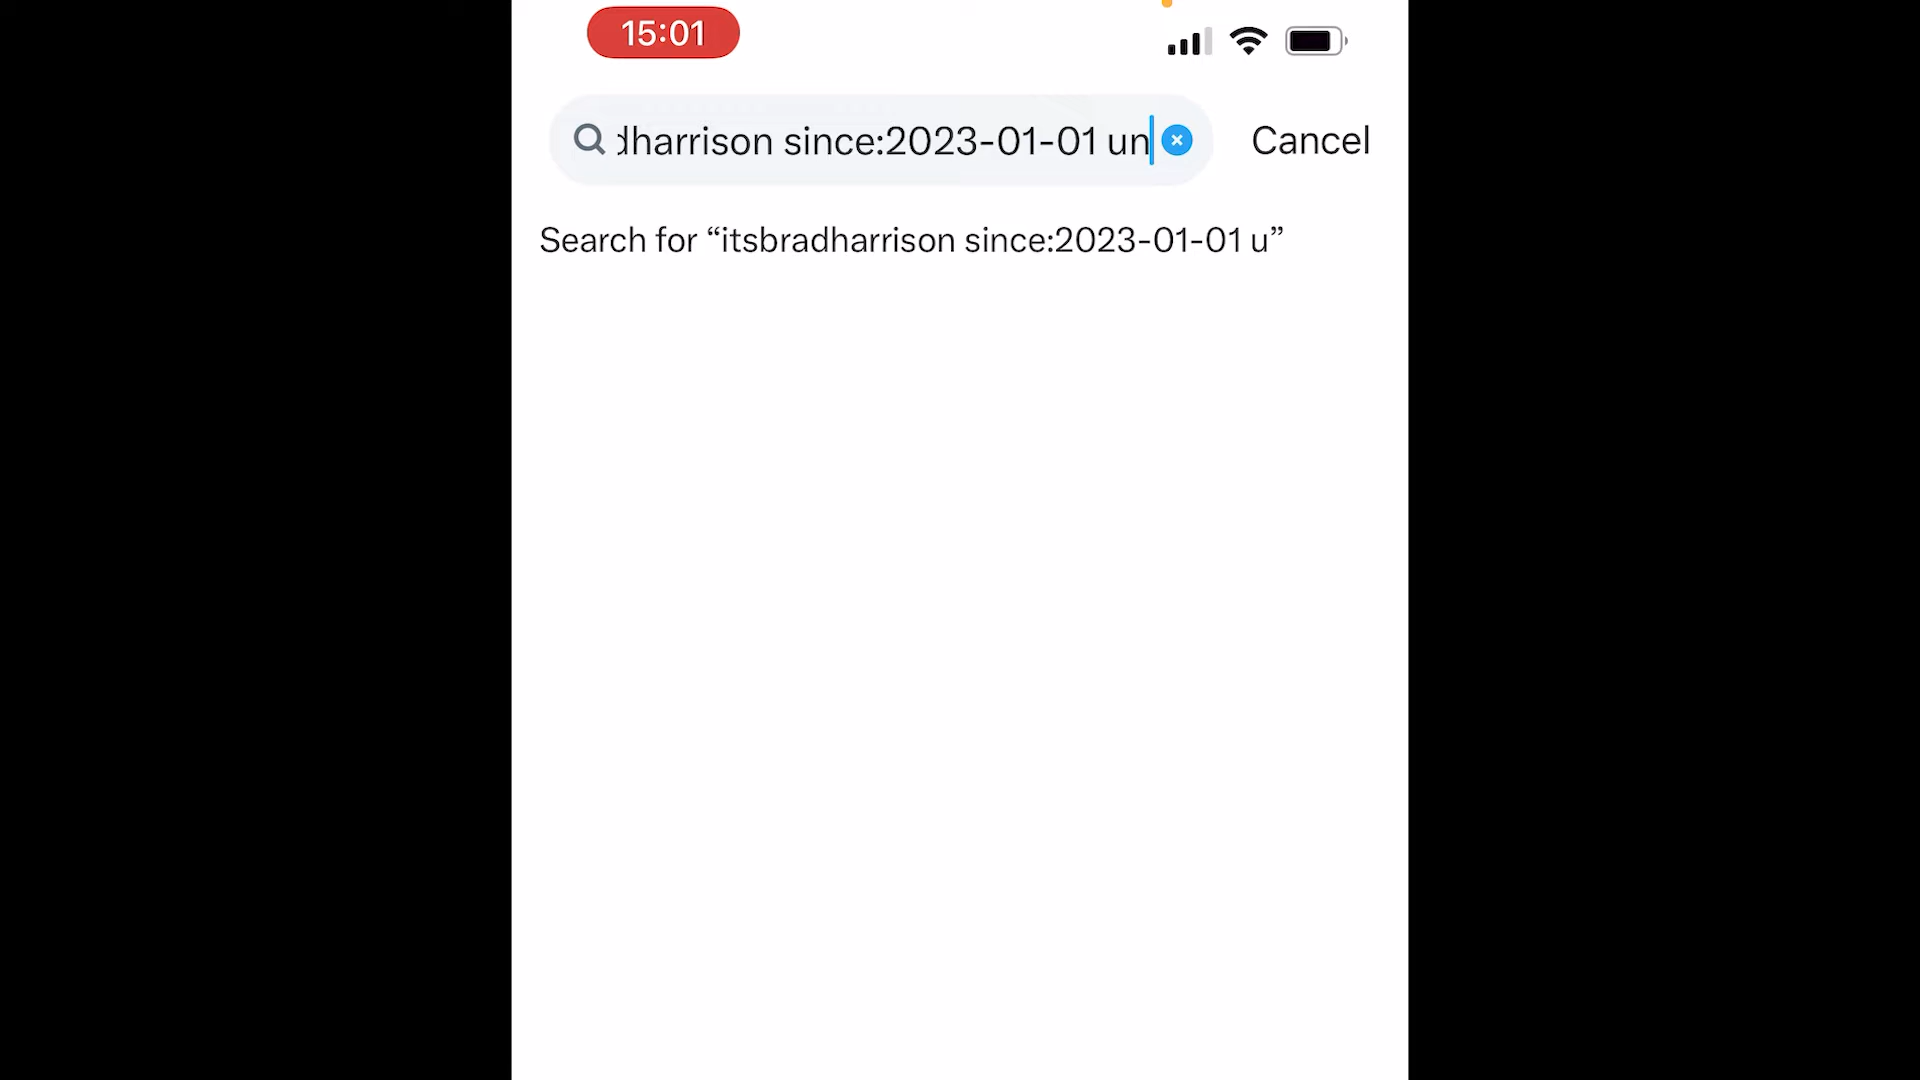 15:01
dharrison since:2023-01-01 un
Cancel
Search for “itsbradharrison since:2023-01-01 u”